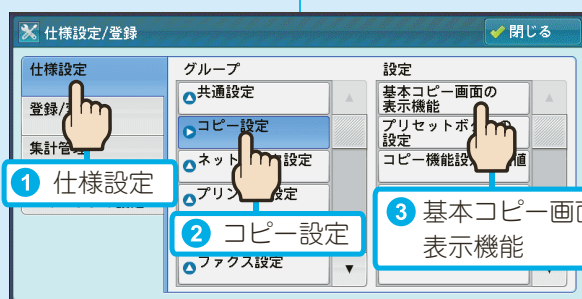 仕様設定/登録
閉じる
仕様設定
登録/
集計管
グループ
共通設定
コピー設定
ネット 設定
プリン 設定
ファクス設定
設定
基本コピー画面の
表示機能
プリセットボ の
設定
コピー機能設 値
1 仕様設定
2 コピー設定
3 基本コピー画面
表示機能